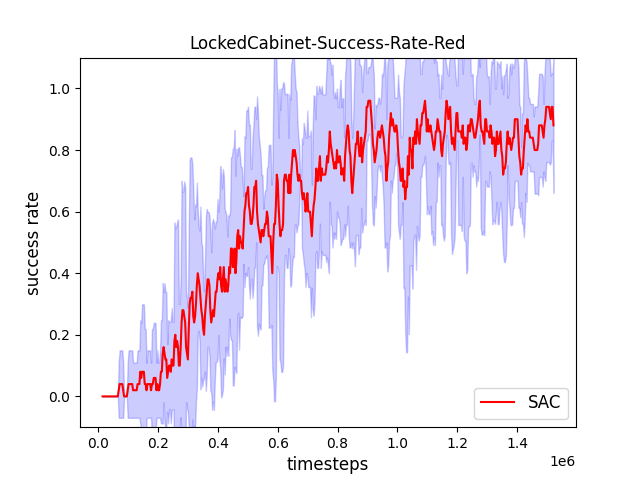 LockedCabinet-Success-Rate-Red
success rate
1.0
0.8
0.6
0.4
0.2
0.0
SAC
0.0 0.2 0.4 0.6 0.8 1.0 1.2 1.4
1e6
timesteps